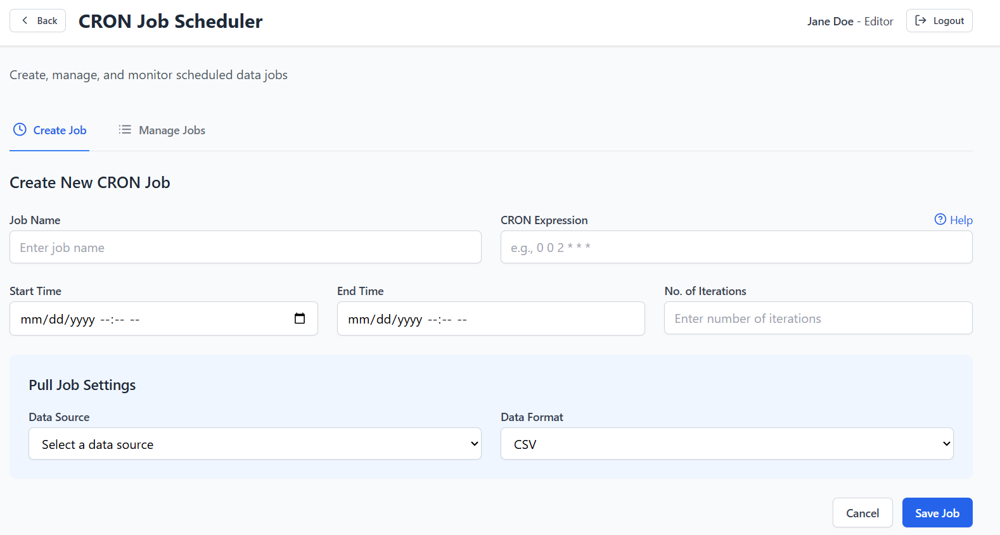 Back
CRON Job Scheduler
Jane Doe - Editor
Logout
Create, manage, and monitor scheduled data jobs
Create Job
Manage Jobs
Create New CRON Job
Job Name
CRON Expression
Help
Enter job name
e.g., 0 0 2 * * *
Start Time
End Time
No. of Iterations
mm/dd/yyyy --:-- --
mm/dd/yyyy --:-- --
Enter number of iterations
Pull Job Settings
Data Source
Data Format
Select a data source
CSV
Cancel
Save Job